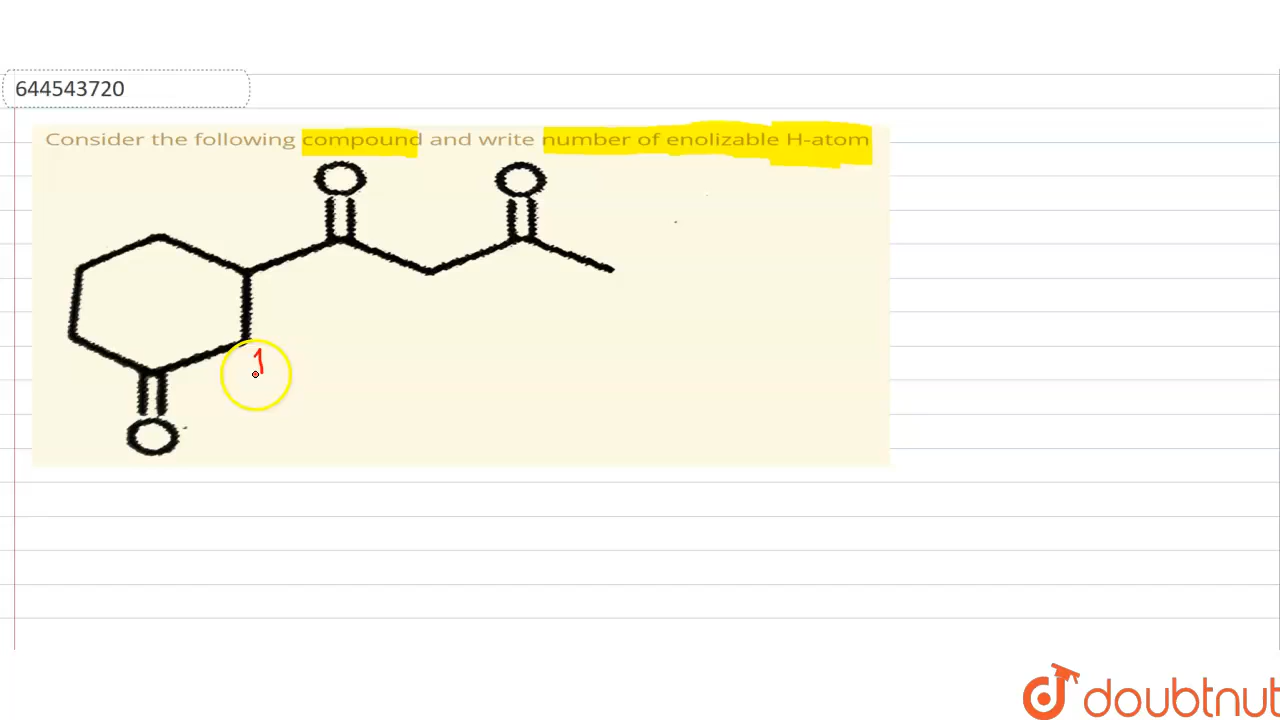 644543720
Consider the following compound and write number of enolizable H-atom
O O
1
O
doubtnut